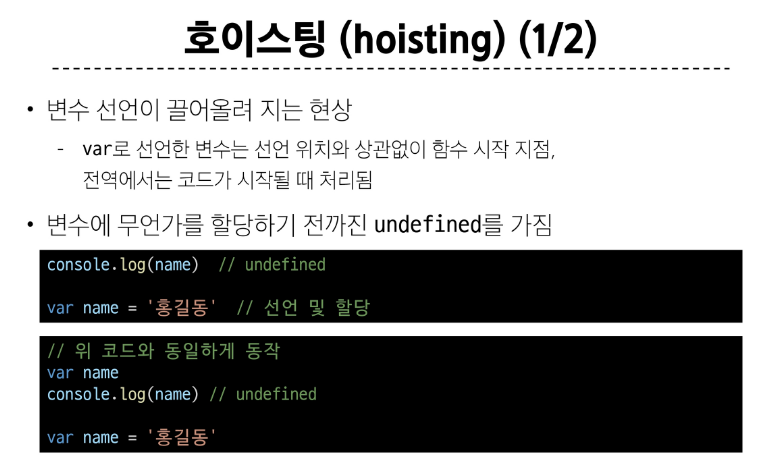 호이스팅 (hoisting) (1/2)
• 변수 선언이 끌어올려 지는 현상
- var로 선언한 변수는 선언 위치와 상관없이 함수 시작 지점,
전역에서는 코드가 시작될 때 처리됨
• 변수에 무언가를 할당하기 전까진 undefined를 가짐
console.log(name)  // undefined
var name = '홍길동'  // 선언 및 할당
// 위 코드와 동일하게 동작
var name
console.log(name) // undefined
var name = '홍길동'